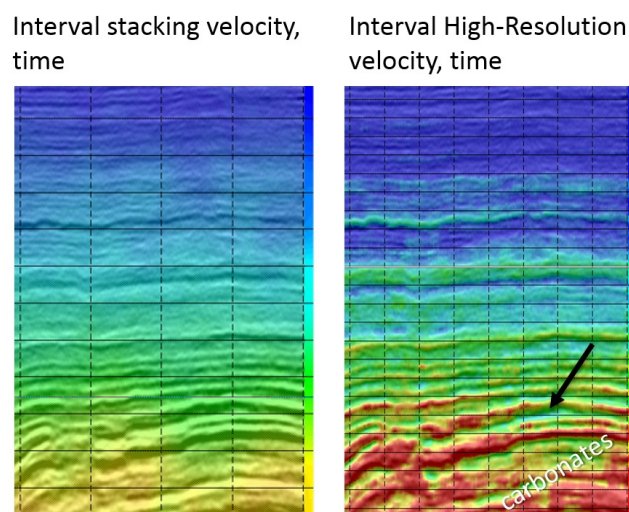 Interval stacking velocity,
time
Interval High-Resolution
velocity, time
carbonates